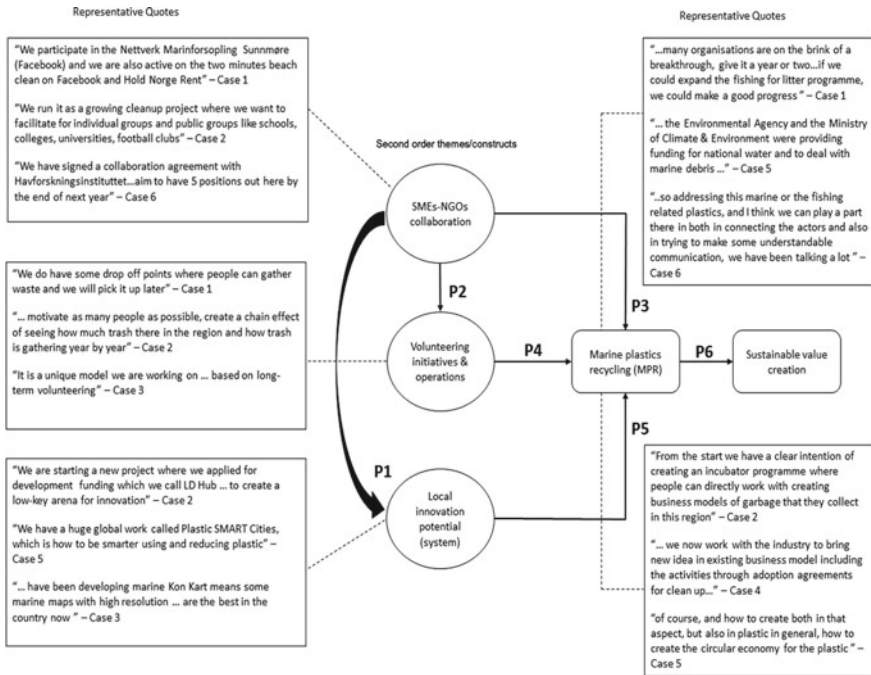 Representative Quotes
"We participate in the Nettverk Marinforsopling Sunnmøre
(Facebook) and we are also active on the two minutes beach
clean on Facebook and Hold Norge Rent" – Case 1
"We run it as a growing cleanup project where we want to
facilitate for individual groups and public groups like schools,
colleges, universities, football clubs" – Case 2
"We have signed a collaboration agreement with
Havforskningsinstituttet…aim to have 5 positions out here by
the end of next year" – Case 6
"We do have some drop off points where people can gather
waste and we will pick it up later" – Case 1
"… motivate as many people as possible, create a chain effect
of seeing how much trash there in the region and how trash
is gathering year by year" – Case 2
"It is a unique model we are working on … based on long-
term volunteering" – Case 3
"We are starting a new project where we applied for
development funding which we call LD Hub … to create a
low-key arena for innovation" – Case 2
"We have a huge global work called Plastic SMART Cities,
which is how to be smarter using and reducing plastic" –
Case 5
"… have been developing marine Kon Kart means some
marine maps with high resolution … are the best in the
country now " – Case 3
Second order themes/constructs
SMEs-NGOs
collaboration
P2
Volunteering
initiatives &
operations
P1
Local
innovation
potential
(system)
P3
P4
Marine plastics
recycling (MPR)
P6
Sustainable value
creation
P5
Representative Quotes
"…many organisations are on the brink of a
breakthrough, give it a year or two…if we
could expand the fishing for litter programme,
we could make a good progress " – Case 1
"… the Environmental Agency and the Ministry
of Climate & Environment were providing
funding for national water and to deal with
marine debris …" – Case 5
"..so addressing this marine or the fishing
related plastics, and I think we can play a part
there in both in connecting the actors and also
in trying to make some understandable
communication, we have been talking a lot " –
Case 6
"From the start we have a clear intention of
creating an incubator programme where
people can directly work with creating
business models of garbage that they collect
in this region" – Case 2
"… we now work with the industry to bring
new idea in existing business model including
the activities through adoption agreements
for clean up…" – Case 4
"of course, and how to create both in that
aspect, but also in plastic in general, how to
create the circular economy for the plastic " –
Case 5